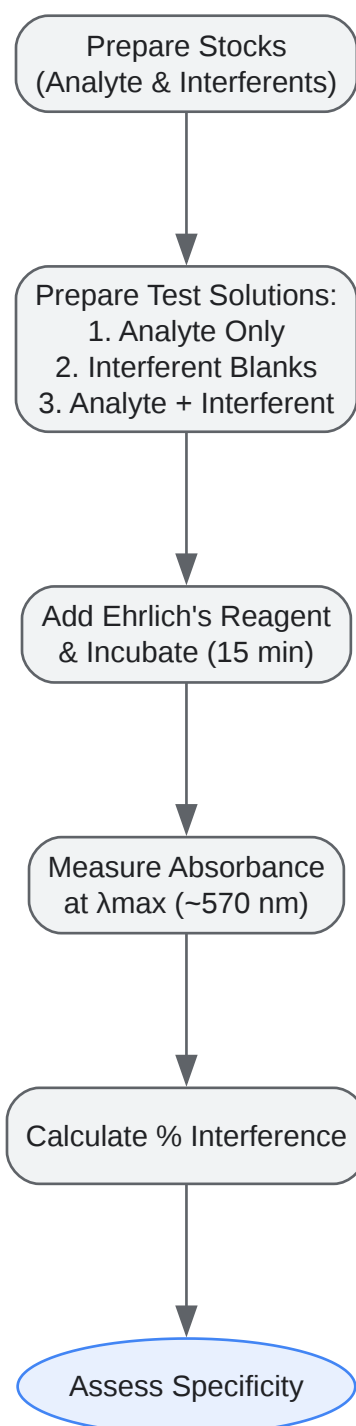 Prepare Stocks
(Analyte & Interferents)
Prepare Test Solutions:
1. Analyte Only
2. Interferent Blanks
3. Analyte + Interferent
Add Ehrlich's Reagent
& Incubate (15 min)
Measure Absorbance
at λmax (~570 nm)
Calculate % Interference
Assess Specificity